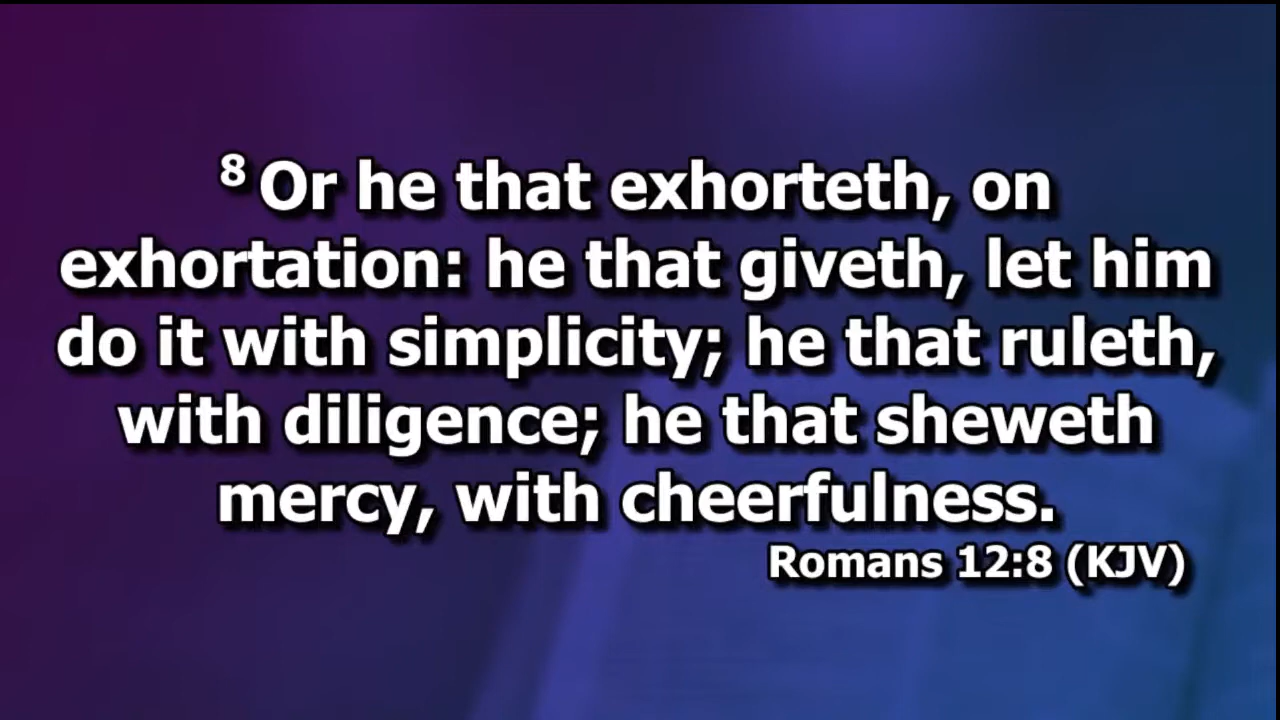 8 Or he that exhorteth, on
exhortation: he that giveth, let him
do it with simplicity; he that ruleth,
with diligence; he that sheweth
mercy, with cheerfulness.
Romans 12:8 (KJV)